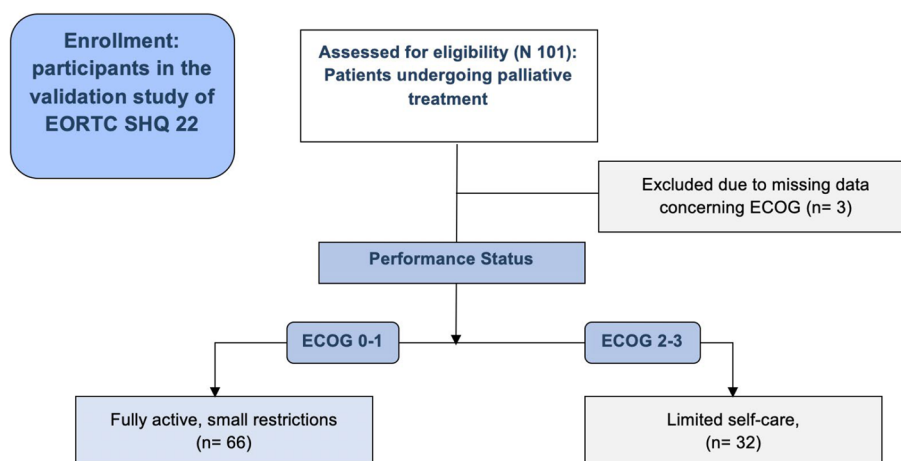 Enrollment:
participants in the
validation study of
EORTC SHQ 22
Assessed for eligibility (N 101):
Patients undergoing palliative
treatment
Excluded due to missing data
concerning ECOG (n= 3)
Performance Status
ECOG 0-1
ECOG 2-3
Fully active, small restrictions
(n= 66)
Limited self-care,
(n= 32)